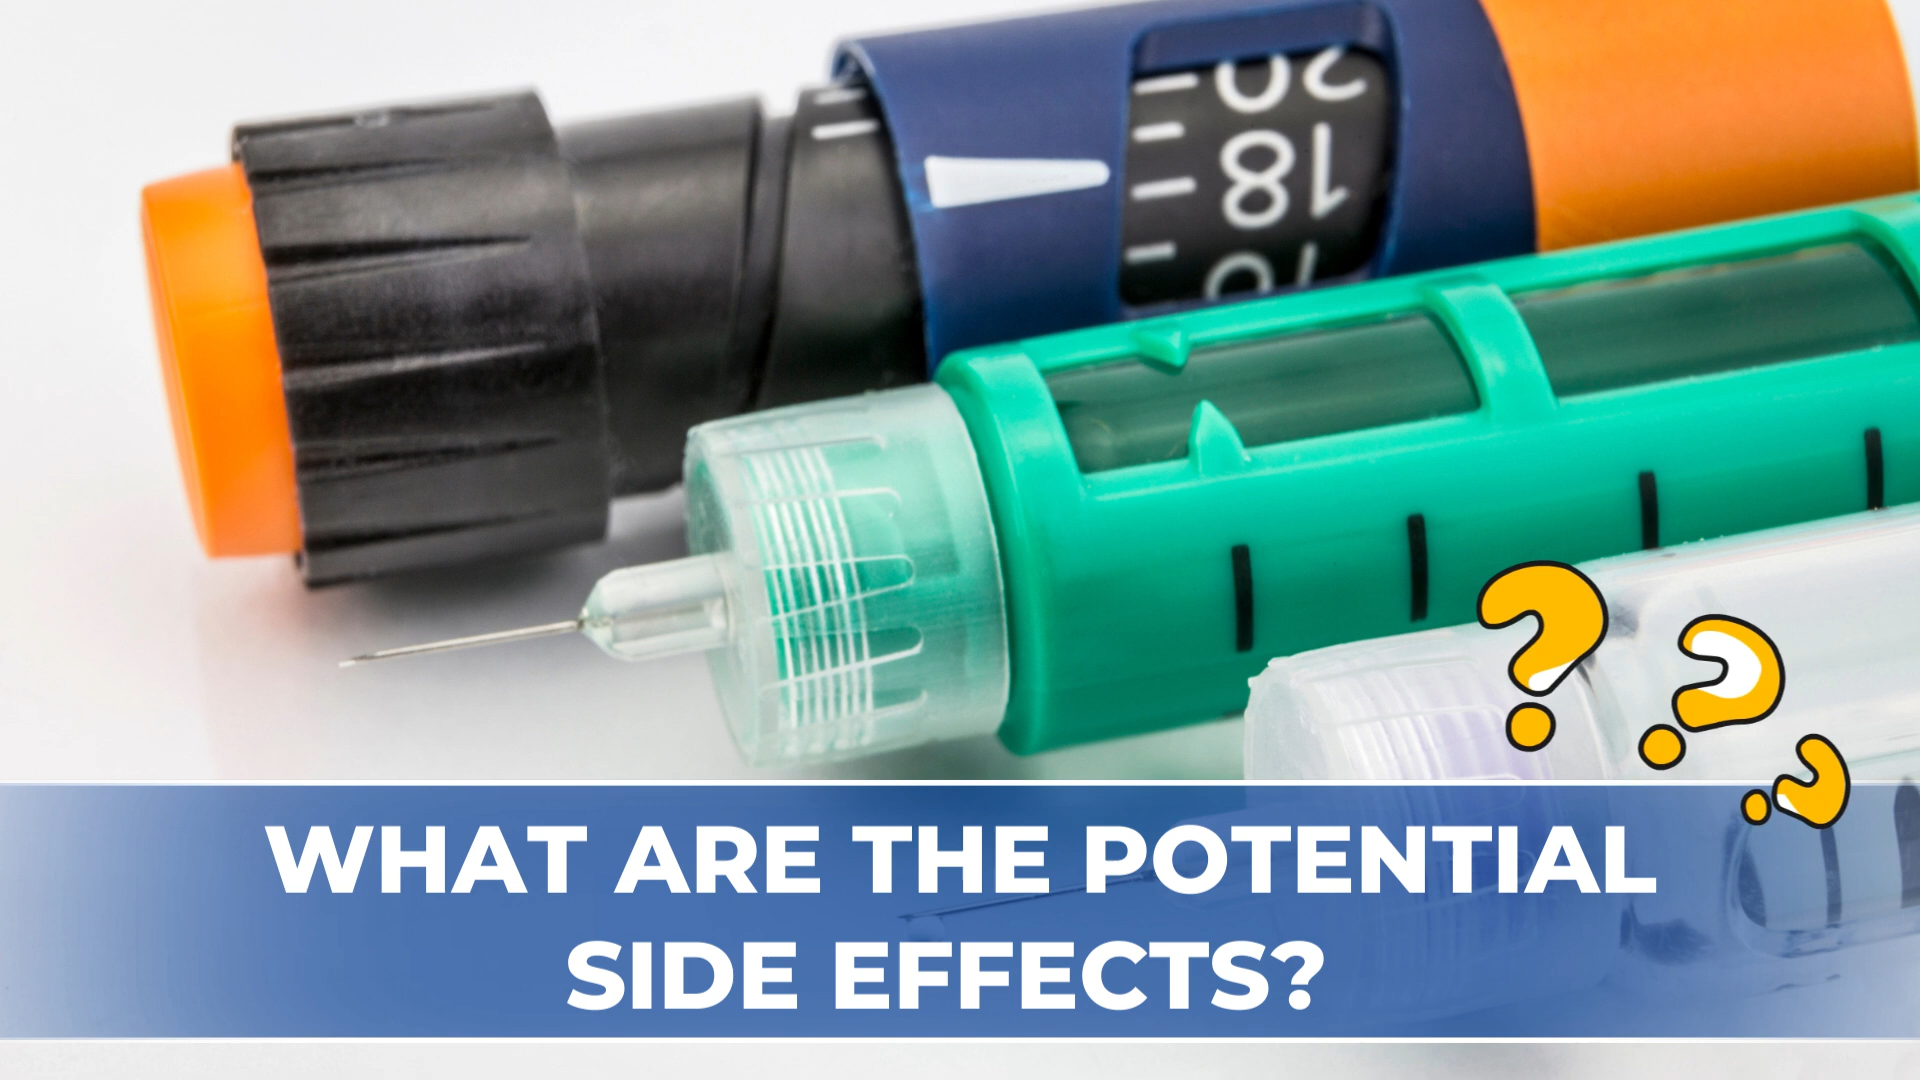 20
18
? ? ?
WHAT ARE THE POTENTIAL
SIDE EFFECTS?